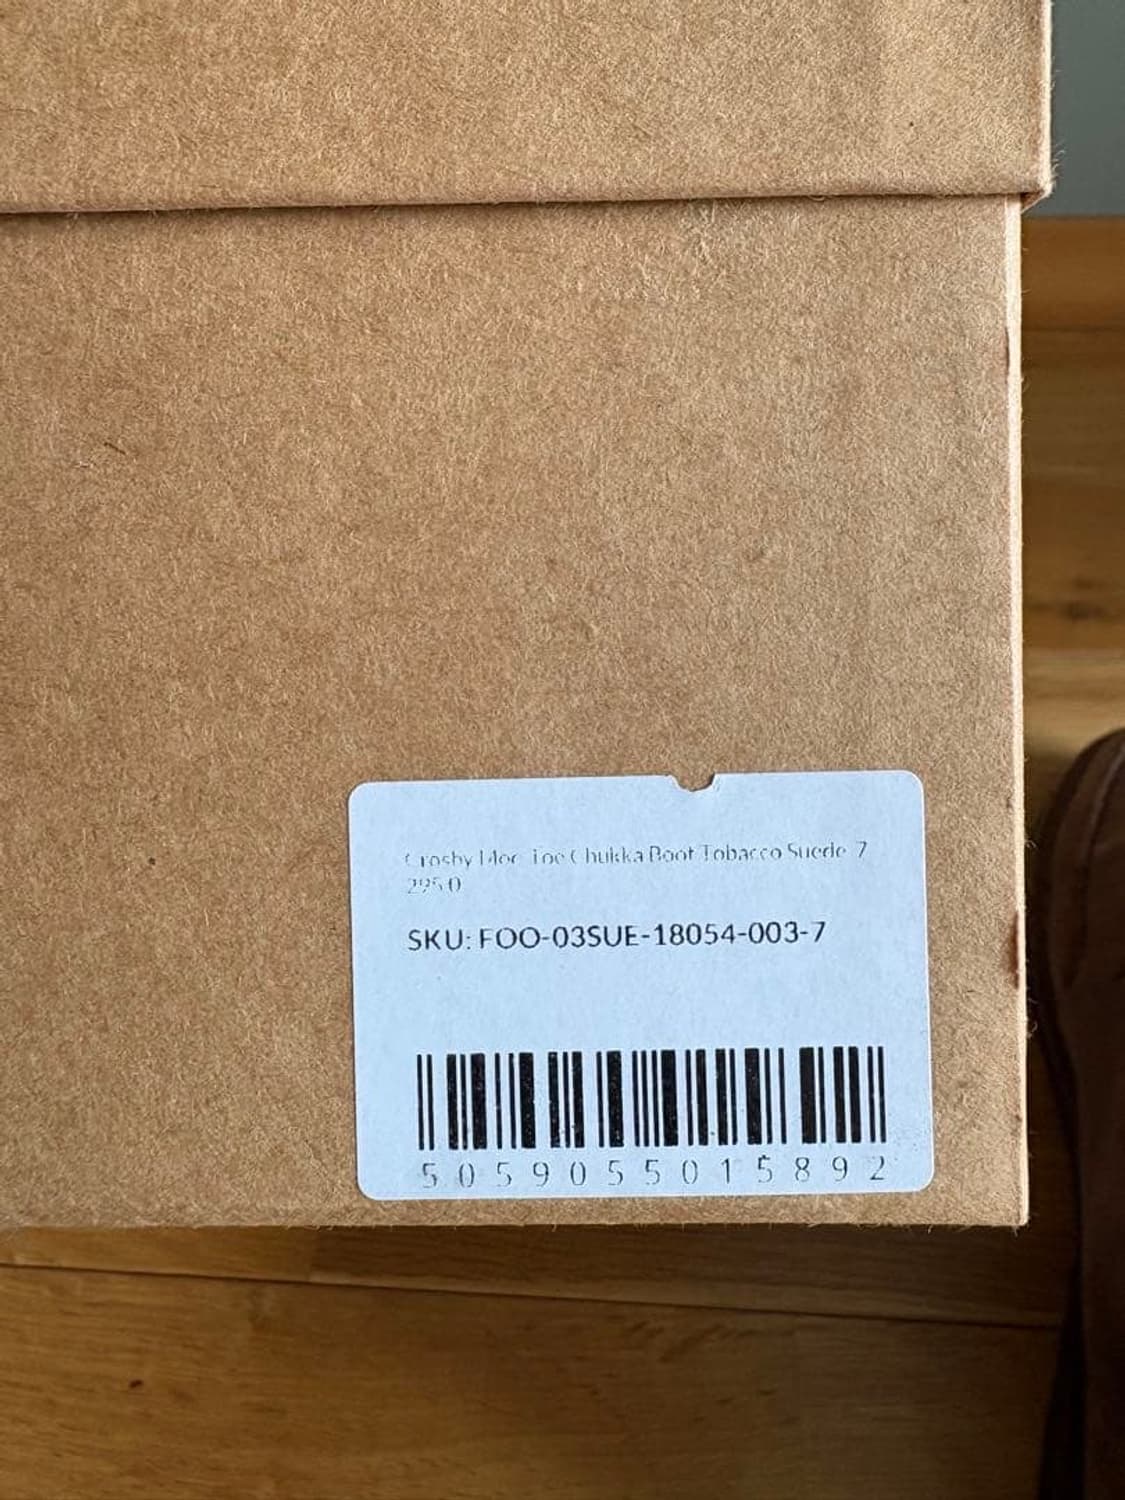 Crosby Moc Toe Chukka Boot Tobacco Suede 7
295.0
SKU: FOO-03SUE-18054-003-7
5059055015892